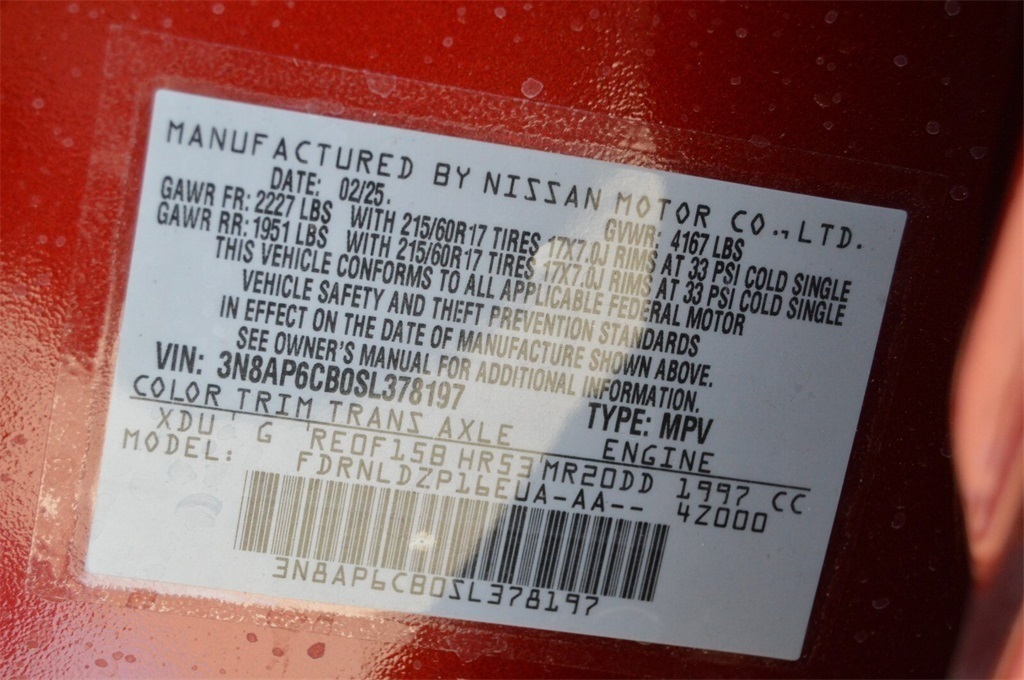 MANUFACTURED BY NISSAN MOTOR CO.,LTD.
DATE: 02/25. GVWR: 4167 LBS
GAWR FR: 2227 LBS WITH 215/60R17 TIRES 17X7.0J RIMS AT 33 PSI COLD SINGLE
GAWR RR: 1951 LBS WITH 215/60R17 TIRES 17X7.0J RIMS AT 33 PSI COLD SINGLE
THIS VEHICLE CONFORMS TO ALL APPLICABLE FEDERAL MOTOR
VEHICLE SAFETY AND THEFT PREVENTION STANDARDS
IN EFFECT ON THE DATE OF MANUFACTURE SHOWN ABOVE.
SEE OWNER'S MANUAL FOR ADDITIONAL INFORMATION.
VIN: 3N8AP6CB0SL378197 TYPE: MPV
COLOR TRIM TRANS AXLE ENGINE
XDU G RE0F15B HR53 MR20DD 1997 CC
MODEL: FDRNLDZP16EUA-AA-- 42000
3N8AP6CB0SL378197